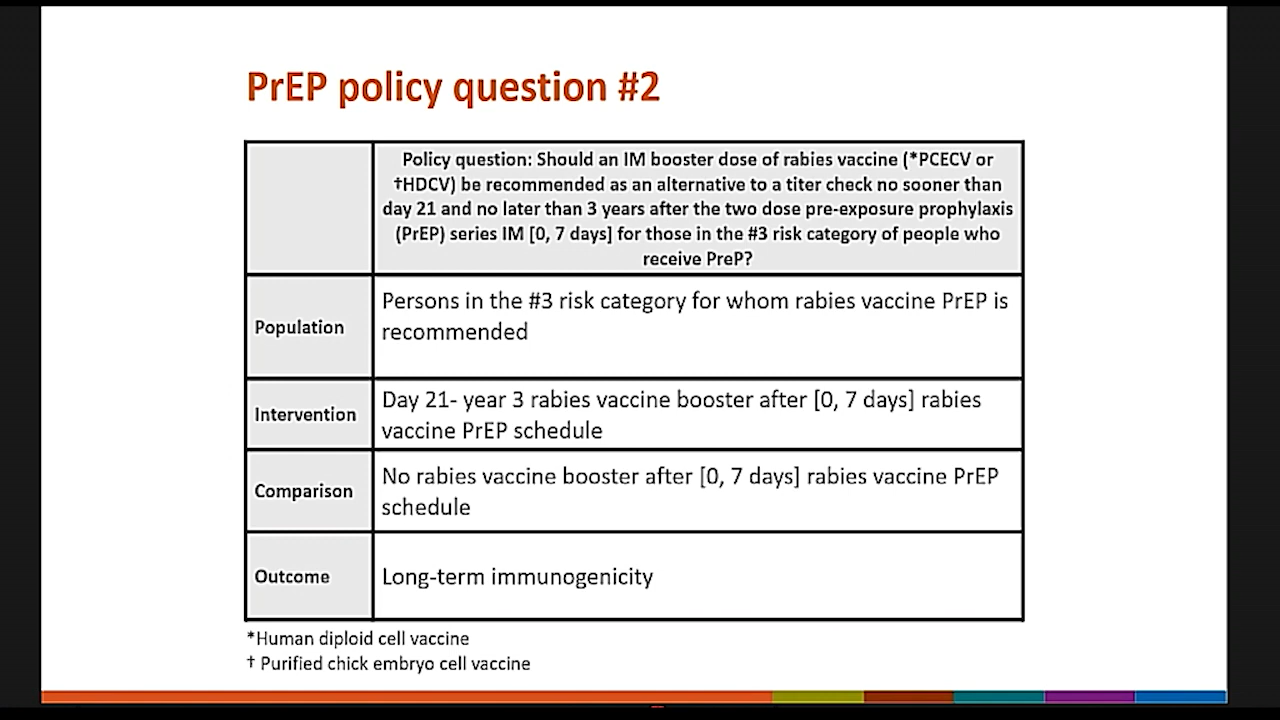 PrEP policy question #2
Policy question: Should an IM booster dose of rabies vaccine (*PCECV or
†HDCV) be recommended as an alternative to a titer check no sooner than
day 21 and no later than 3 years after the two dose pre-exposure prophylaxis
(PrEP) series IM [0, 7 days] for those in the #3 risk category of people who
receive PreP?
Population
Persons in the #3 risk category for whom rabies vaccine PrEP is
recommended
Intervention
Day 21- year 3 rabies vaccine booster after [0, 7 days] rabies
vaccine PrEP schedule
Comparison
No rabies vaccine booster after [0, 7 days] rabies vaccine PrEP
schedule
Outcome
Long-term immunogenicity
*Human diploid cell vaccine
† Purified chick embryo cell vaccine